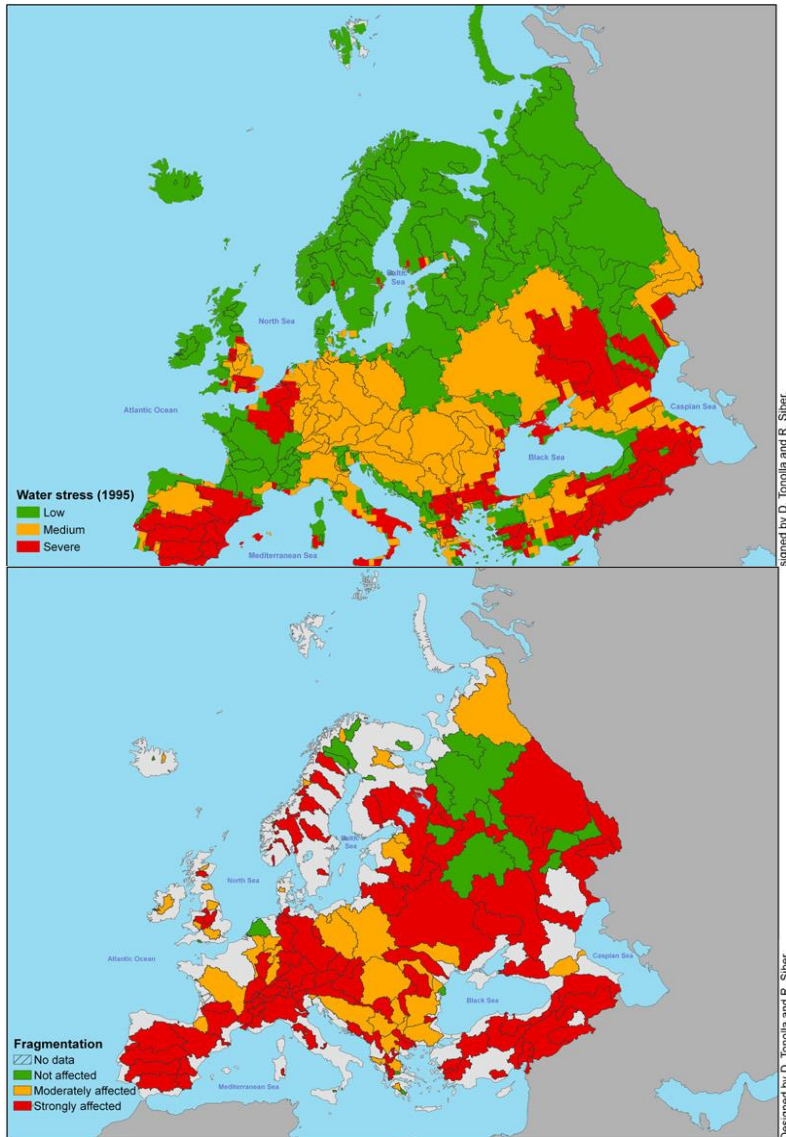 North Sea
Baltic
Sea
Atlantic Ocean
Caspian Sea
Black Sea
Mediterranean Sea
Water stress (1995)
Low
Medium
Severe
signed by D. Tonolla and R. Siber
North Sea
Baltic
Sea
Atlantic Ocean
Caspian Sea
Black Sea
Mediterranean Sea
Fragmentation
No data
Not affected
Moderately affected
Strongly affected
Designed by D. Tonolla and R. Siber